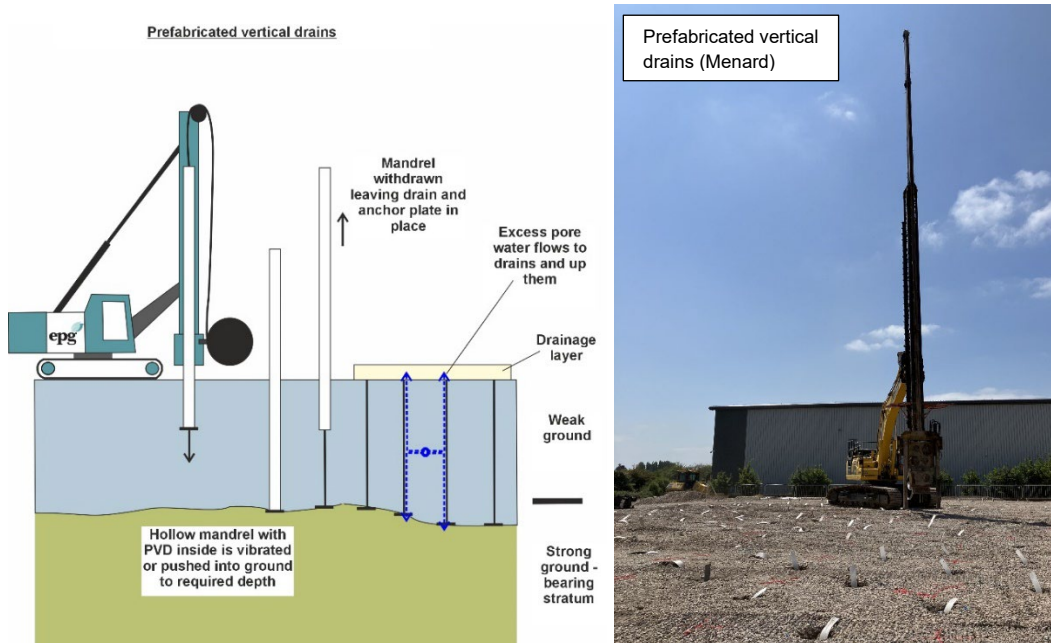 Prefabricated vertical drains
Mandrel
withdrawn
leaving drain and
anchor plate in
place
Excess pore
water flows to
drains and up
them
epg
Drainage
layer
Weak
ground
Hollow mandrel with
PVD inside is vibrated
or pushed into ground
to required depth
Strong
ground -
bearing
stratum
Prefabricated vertical
drains (Menard)